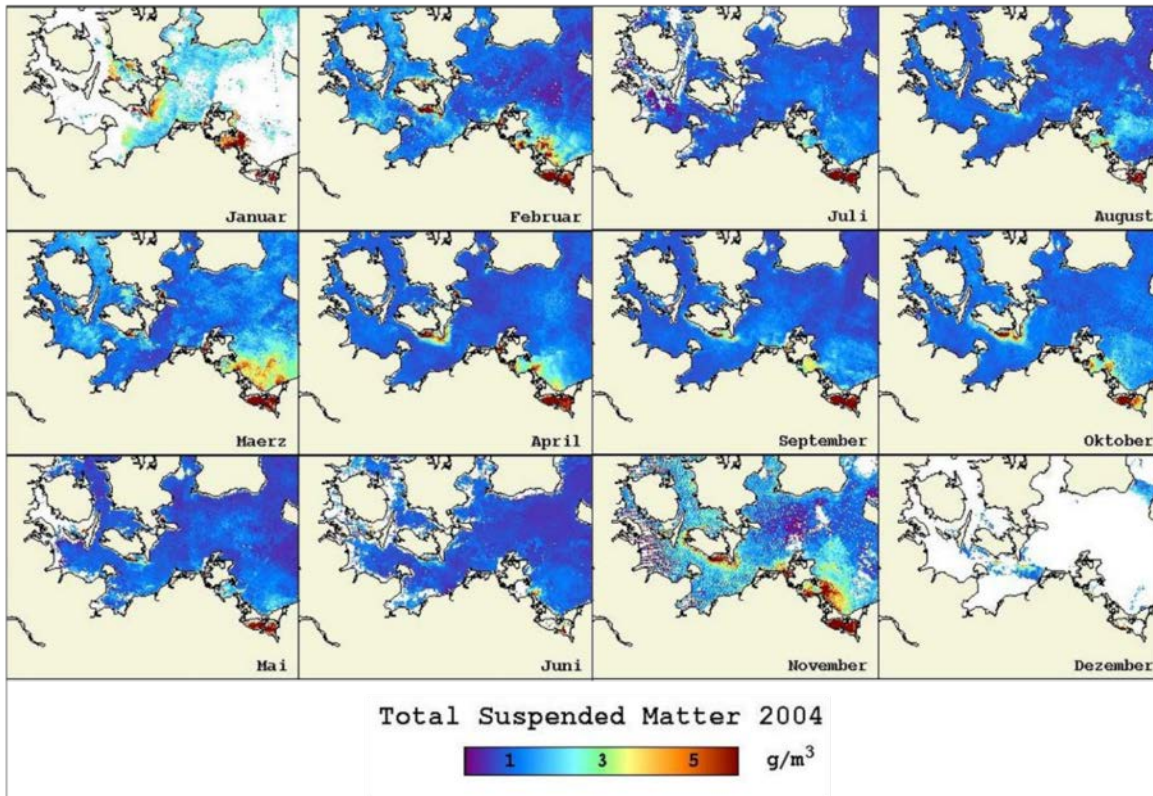 Januar
Februar
Juli
August
Maerz
April
September
Oktober
Mai
Juni
November
Dezember
Total Suspended Matter 2004
1 3 5 g/m³